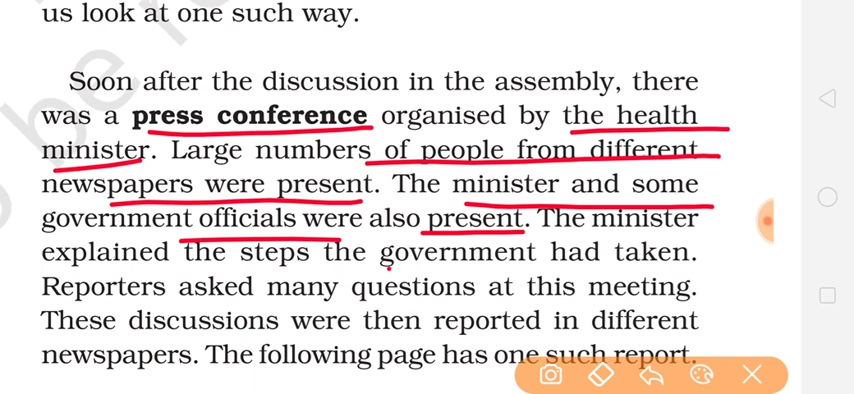 us look at one such way.
Soon after the discussion in the assembly, there
was a press conference organised by the health
minister. Large numbers of people from different
newspapers were present. The minister and some
government officials were also present. The minister
explained the steps the government had taken.
Reporters asked many questions at this meeting.
These discussions were then reported in different
newspapers. The following page has one such report.